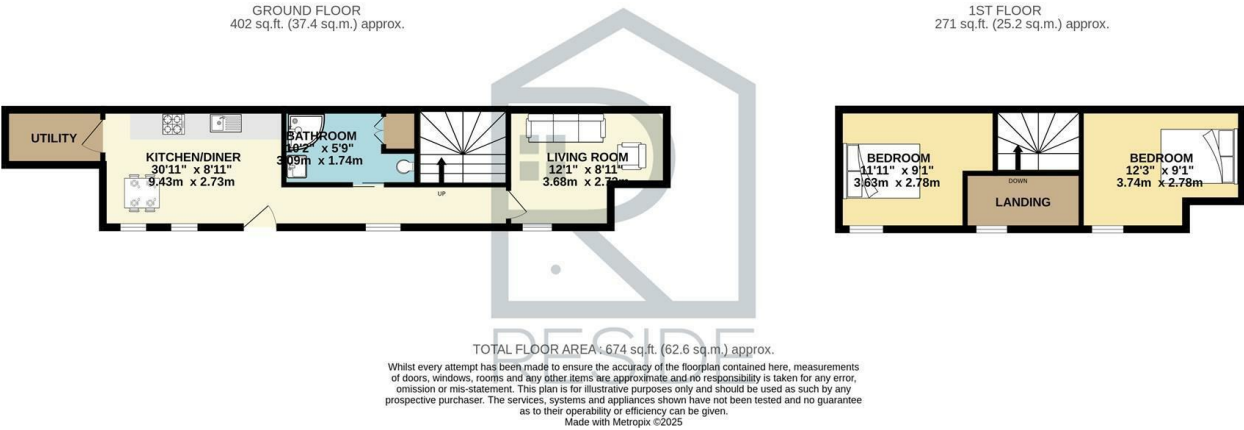 GROUND FLOOR
402 sq.ft. (37.4 sq.m.) approx.
1ST FLOOR
271 sq.ft. (25.2 sq.m.) approx.
UTILITY
KITCHEN/DINER
30'11" x 8'11"
9.43m x 2.73m
BATHROOM
10'2" x 5'9"
3.09m x 1.74m
UP
LIVING ROOM
12'1" x 8'11"
3.68m x 2.73m
BEDROOM
11'11" x 9'1"
3.63m x 2.78m
DOWN
LANDING
BEDROOM
12'3" x 9'1"
3.74m x 2.78m
RESIDE
TOTAL FLOOR AREA : 674 sq.ft. (62.6 sq.m.) approx.
Whilst every attempt has been made to ensure the accuracy of the floorplan contained here, measurements
of doors, windows, rooms and any other items are approximate and no responsibility is taken for any error,
omission or mis-statement. This plan is for illustrative purposes only and should be used as such by any
prospective purchaser. The services, systems and appliances shown have not been tested and no guarantee
as to their operability or efficiency can be given.
Made with Metropix ©2025